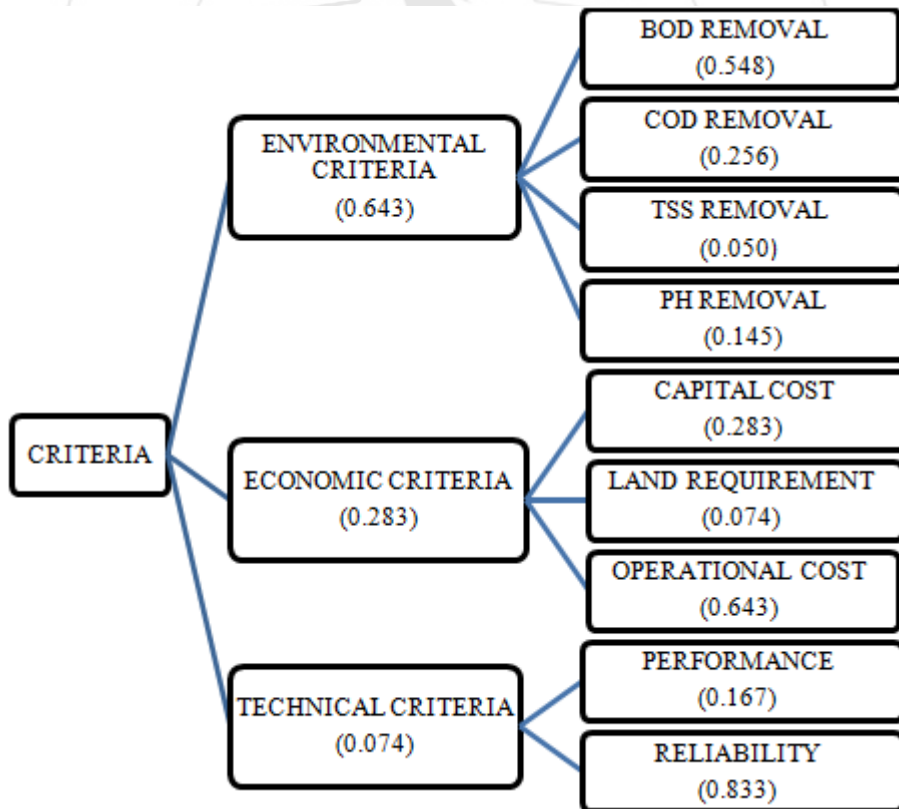 CRITERIA
ENVIRONMENTAL
CRITERIA
(0.643)
BOD REMOVAL
(0.548)
COD REMOVAL
(0.256)
TSS REMOVAL
(0.050)
PH REMOVAL
(0.145)
ECONOMIC CRITERIA
(0.283)
CAPITAL COST
(0.283)
LAND REQUIREMENT
(0.074)
OPERATIONAL COST
(0.643)
TECHNICAL CRITERIA
(0.074)
PERFORMANCE
(0.167)
RELIABILITY
(0.833)